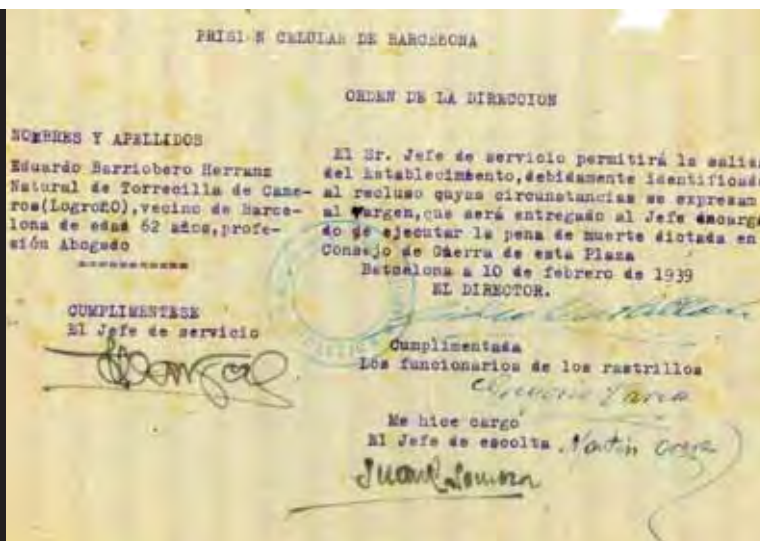 PRISI N CELULAR DE BARCELONA
ORDEN DE LA DIRECCION
NOMBRES Y APELLIDOS
Eduardo Barriobero Herranz
Natural de Torrecilla de Came-
ros(Logroño),vecino de Barce-
lona de edad 62 años,profe-
sión Abogado
CUMPLIMENTESE
El Jefe de servicio
El Sr. Jefe de servicio permitirá la salida
del Establecimiento,debidamente identificado
al recluso cuyas circunstancias se expresan
al margen,que será entregado al Jefe encarga
do de ejecutar la pena de muerte dictada en
Consejo de Guerra de esta Plaza
Barcelona a 10 de febrero de 1939
EL DIRECTOR.
Cumplimentada
Los funcionarios de los rastrillos
Me hice cargo
El Jefe de escolta Martin